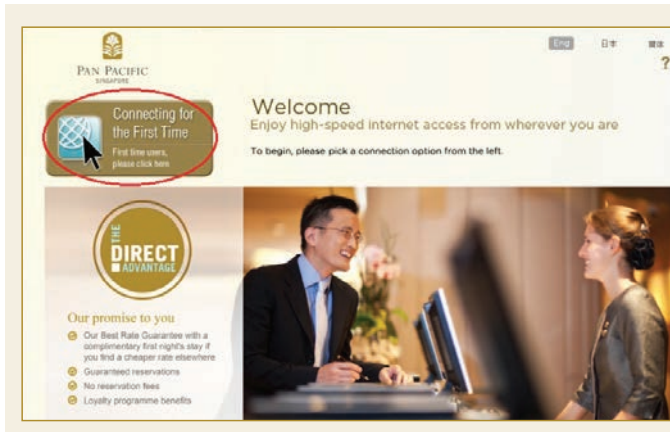 PAN PACIFIC
SINGAPORE
Eng 日本
?
Connecting for
the First Time
First time users,
please click here
Welcome
Enjoy high-speed internet access from wherever you are
To begin, please pick a connection option from the left.
THE
DIRECT
ADVANTAGE
Our promise to you
Our Best Rate Guarantee with a
complimentary first night's stay if
you find a cheaper rate elsewhere
Guaranteed reservations
No reservation fees
Loyalty programme benefits